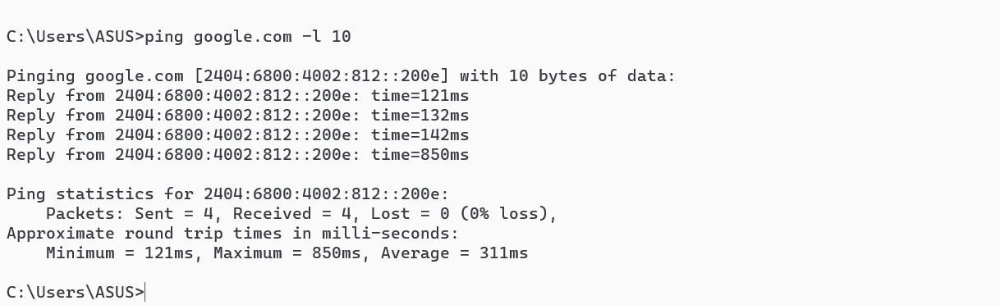 C:\Users\ASUS>ping google.com -l 10
Pinging google.com [2404:6800:4002:812::200e] with 10 bytes of data:
Reply from 2404:6800:4002:812::200e: time=121ms
Reply from 2404:6800:4002:812::200e: time=132ms
Reply from 2404:6800:4002:812::200e: time=142ms
Reply from 2404:6800:4002:812::200e: time=850ms
Ping statistics for 2404:6800:4002:812::200e:
    Packets: Sent = 4, Received = 4, Lost = 0 (0% loss),
Approximate round trip times in milli-seconds:
    Minimum = 121ms, Maximum = 850ms, Average = 311ms
C:\Users\ASUS>